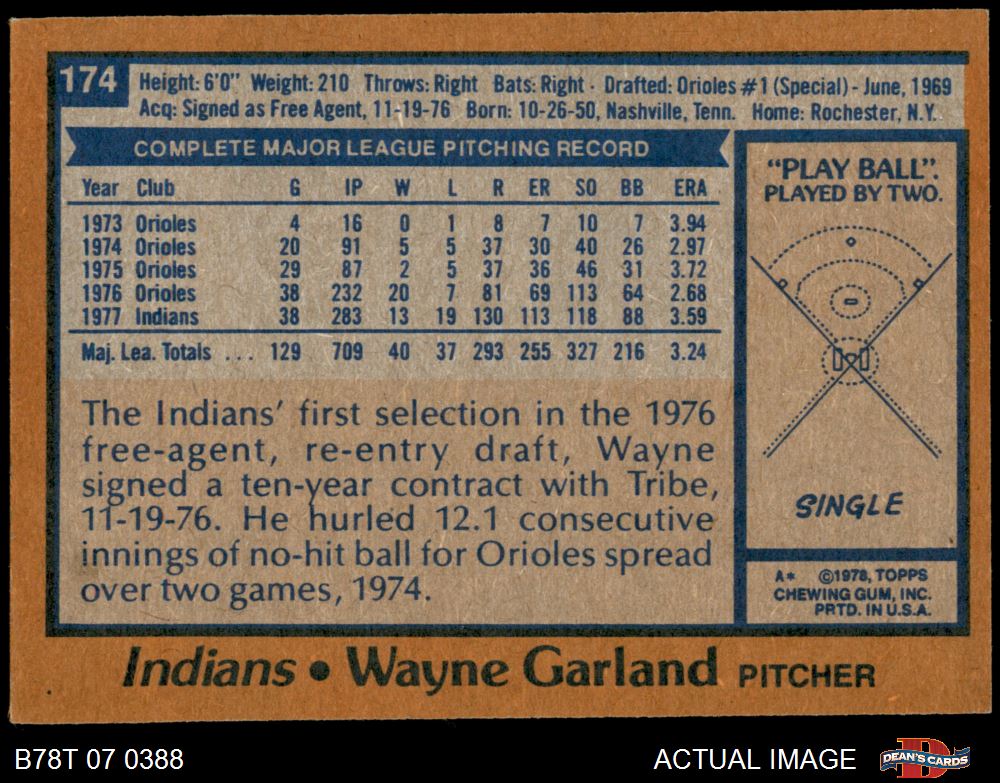 174
Height: 6'0" Weight: 210 Throws: Right Bats: Right · Drafted: Orioles #1 (Special) - June, 1969
Acq: Signed as Free Agent, 11-19-76 Born: 10-26-50, Nashville, Tenn. Home: Rochester, N.Y.
COMPLETE MAJOR LEAGUE PITCHING RECORD
Year Club G IP W L R ER SO BB ERA
1973 Orioles 4 16 0 1 8 7 10 7 3.94
1974 Orioles 20 91 5 5 37 30 40 26 2.97
1975 Orioles 29 87 2 5 37 36 46 31 3.72
1976 Orioles 38 232 20 7 81 69 113 64 2.68
1977 Indians 38 283 13 19 130 113 118 88 3.59
Maj. Lea. Totals ... 129 709 40 37 293 255 327 216 3.24
The Indians' first selection in the 1976
free-agent, re-entry draft, Wayne
signed a ten-year contract with Tribe,
11-19-76. He hurled 12.1 consecutive
innings of no-hit ball for Orioles spread
over two games, 1974.
"PLAY BALL".
PLAYED BY TWO.
SINGLE
A* ©1978, TOPPS
CHEWING GUM, INC.
PRTD. IN U.S.A.
Indians • Wayne Garland PITCHER
B78T 07 0388
ACTUAL IMAGE
DEAN'S CARDS